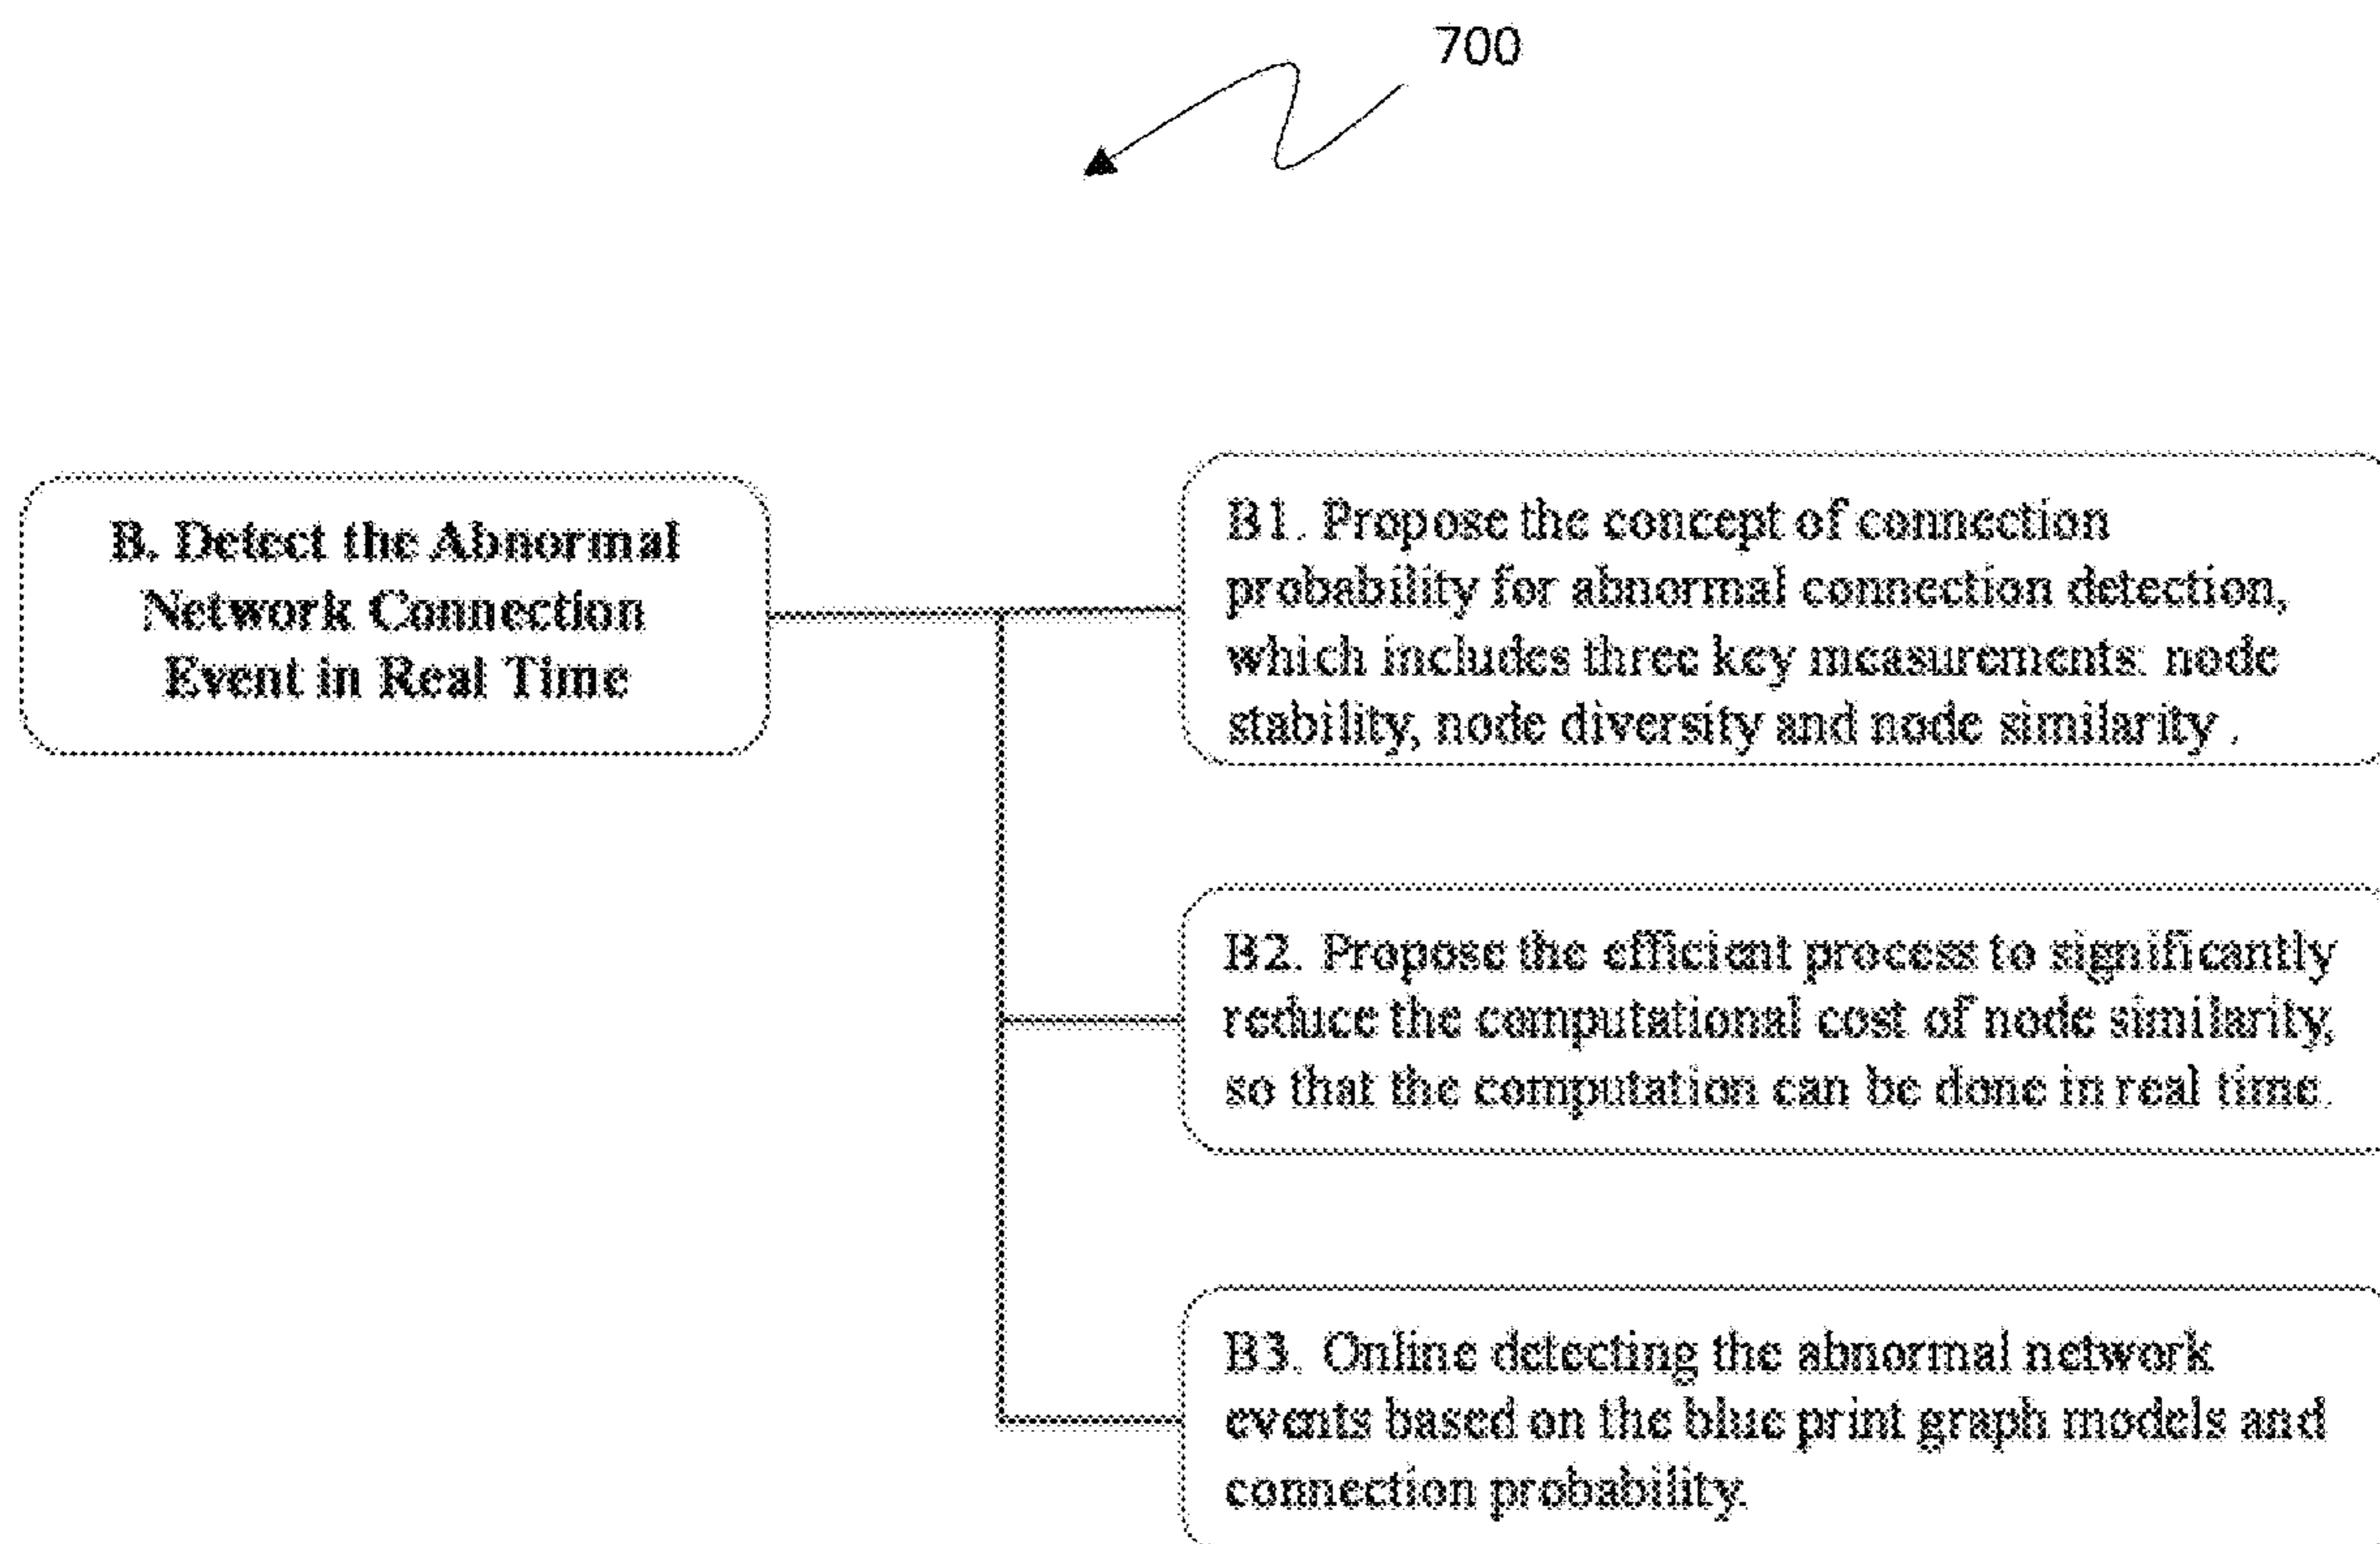 700
B. Detect the Abnormal
Network Connection
Event in Real Time
B1. Propose the concept of connection
probability for abnormal connection detection,
which includes three key measurements: node
stability, node diversity and node similarity .
B2. Propose the efficient process to significantly
reduce the computational cost of node similarity,
so that the computation can be done in real time.
B3. Online detecting the abnormal network
events based on the blue print graph models and
connection probability.